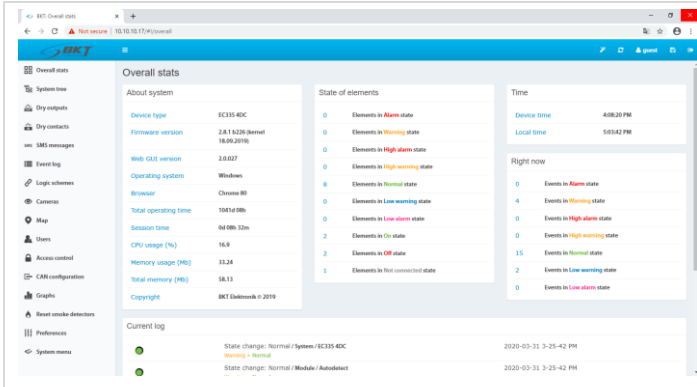 BKT: Overall stats
Not secure | 10.10.10.17/#!/overall
BKT
guest
Overall stats
System tree
Dry outputs
Dry contacts
SMS messages
Event log
Logic schemes
Cameras
Map
Users
Access control
CAN configuration
Graphs
Reset smoke detectors
Preferences
System menu
Overall stats
About system
Device type EC335 4DC
Firmware version 2.8.1 b226 (kernel
18.09.2019)
Web GUI version 2.0.027
Operating system Windows
Browser Chrome 80
Total operating time 1041d 08h
Session time 0d 08h 32m
CPU usage (%) 16.9
Memory usage (Mb) 33.24
Total memory (Mb) 58.13
Copyright BKT Elektronik © 2019
State of elements
0 Elements in Alarm state
0 Elements in Warning state
0 Elements in High alarm state
0 Elements in High warning state
8 Elements in Normal state
0 Elements in Low warning state
0 Elements in Low alarm state
2 Elements in On state
2 Elements in Off state
1 Elements in Not connected state
Time
Device time 4:08:20 PM
Local time 5:03:42 PM
Right now
0 Events in Alarm state
4 Events in Warning state
0 Events in High alarm state
0 Events in High warning state
15 Events in Normal state
2 Events in Low warning state
0 Events in Low alarm state
Current log
State change: Normal / System / EC335 4DC 2020-03-31 3-25-42 PM
Warning > Normal
State change: Normal / Module / Autodetect 2020-03-31 3-25-42 PM